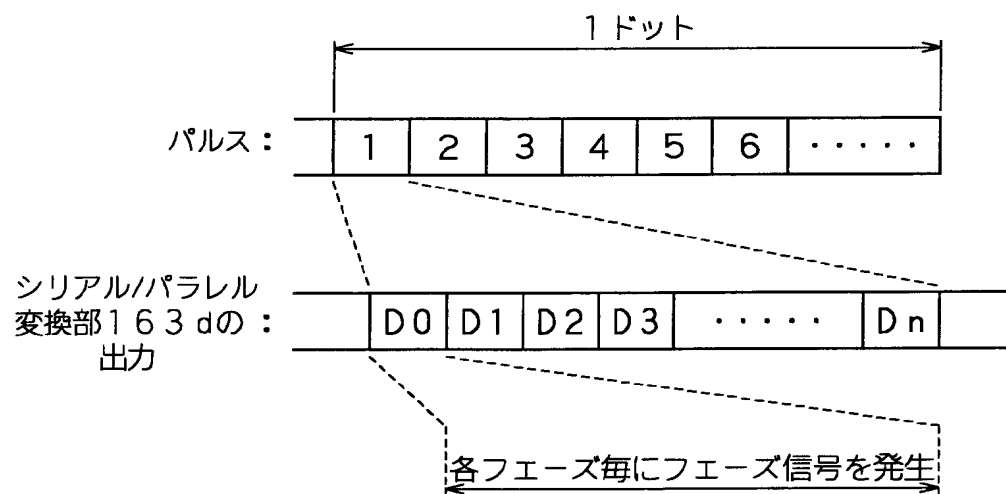 1ドット
パルス: 1 2 3 4 5 6 ・・・・・
シリアル/パラレル
変換部163dの: D0 D1 D2 D3 ・・・・・ Dn
出力
各フェーズ毎にフェーズ信号を発生